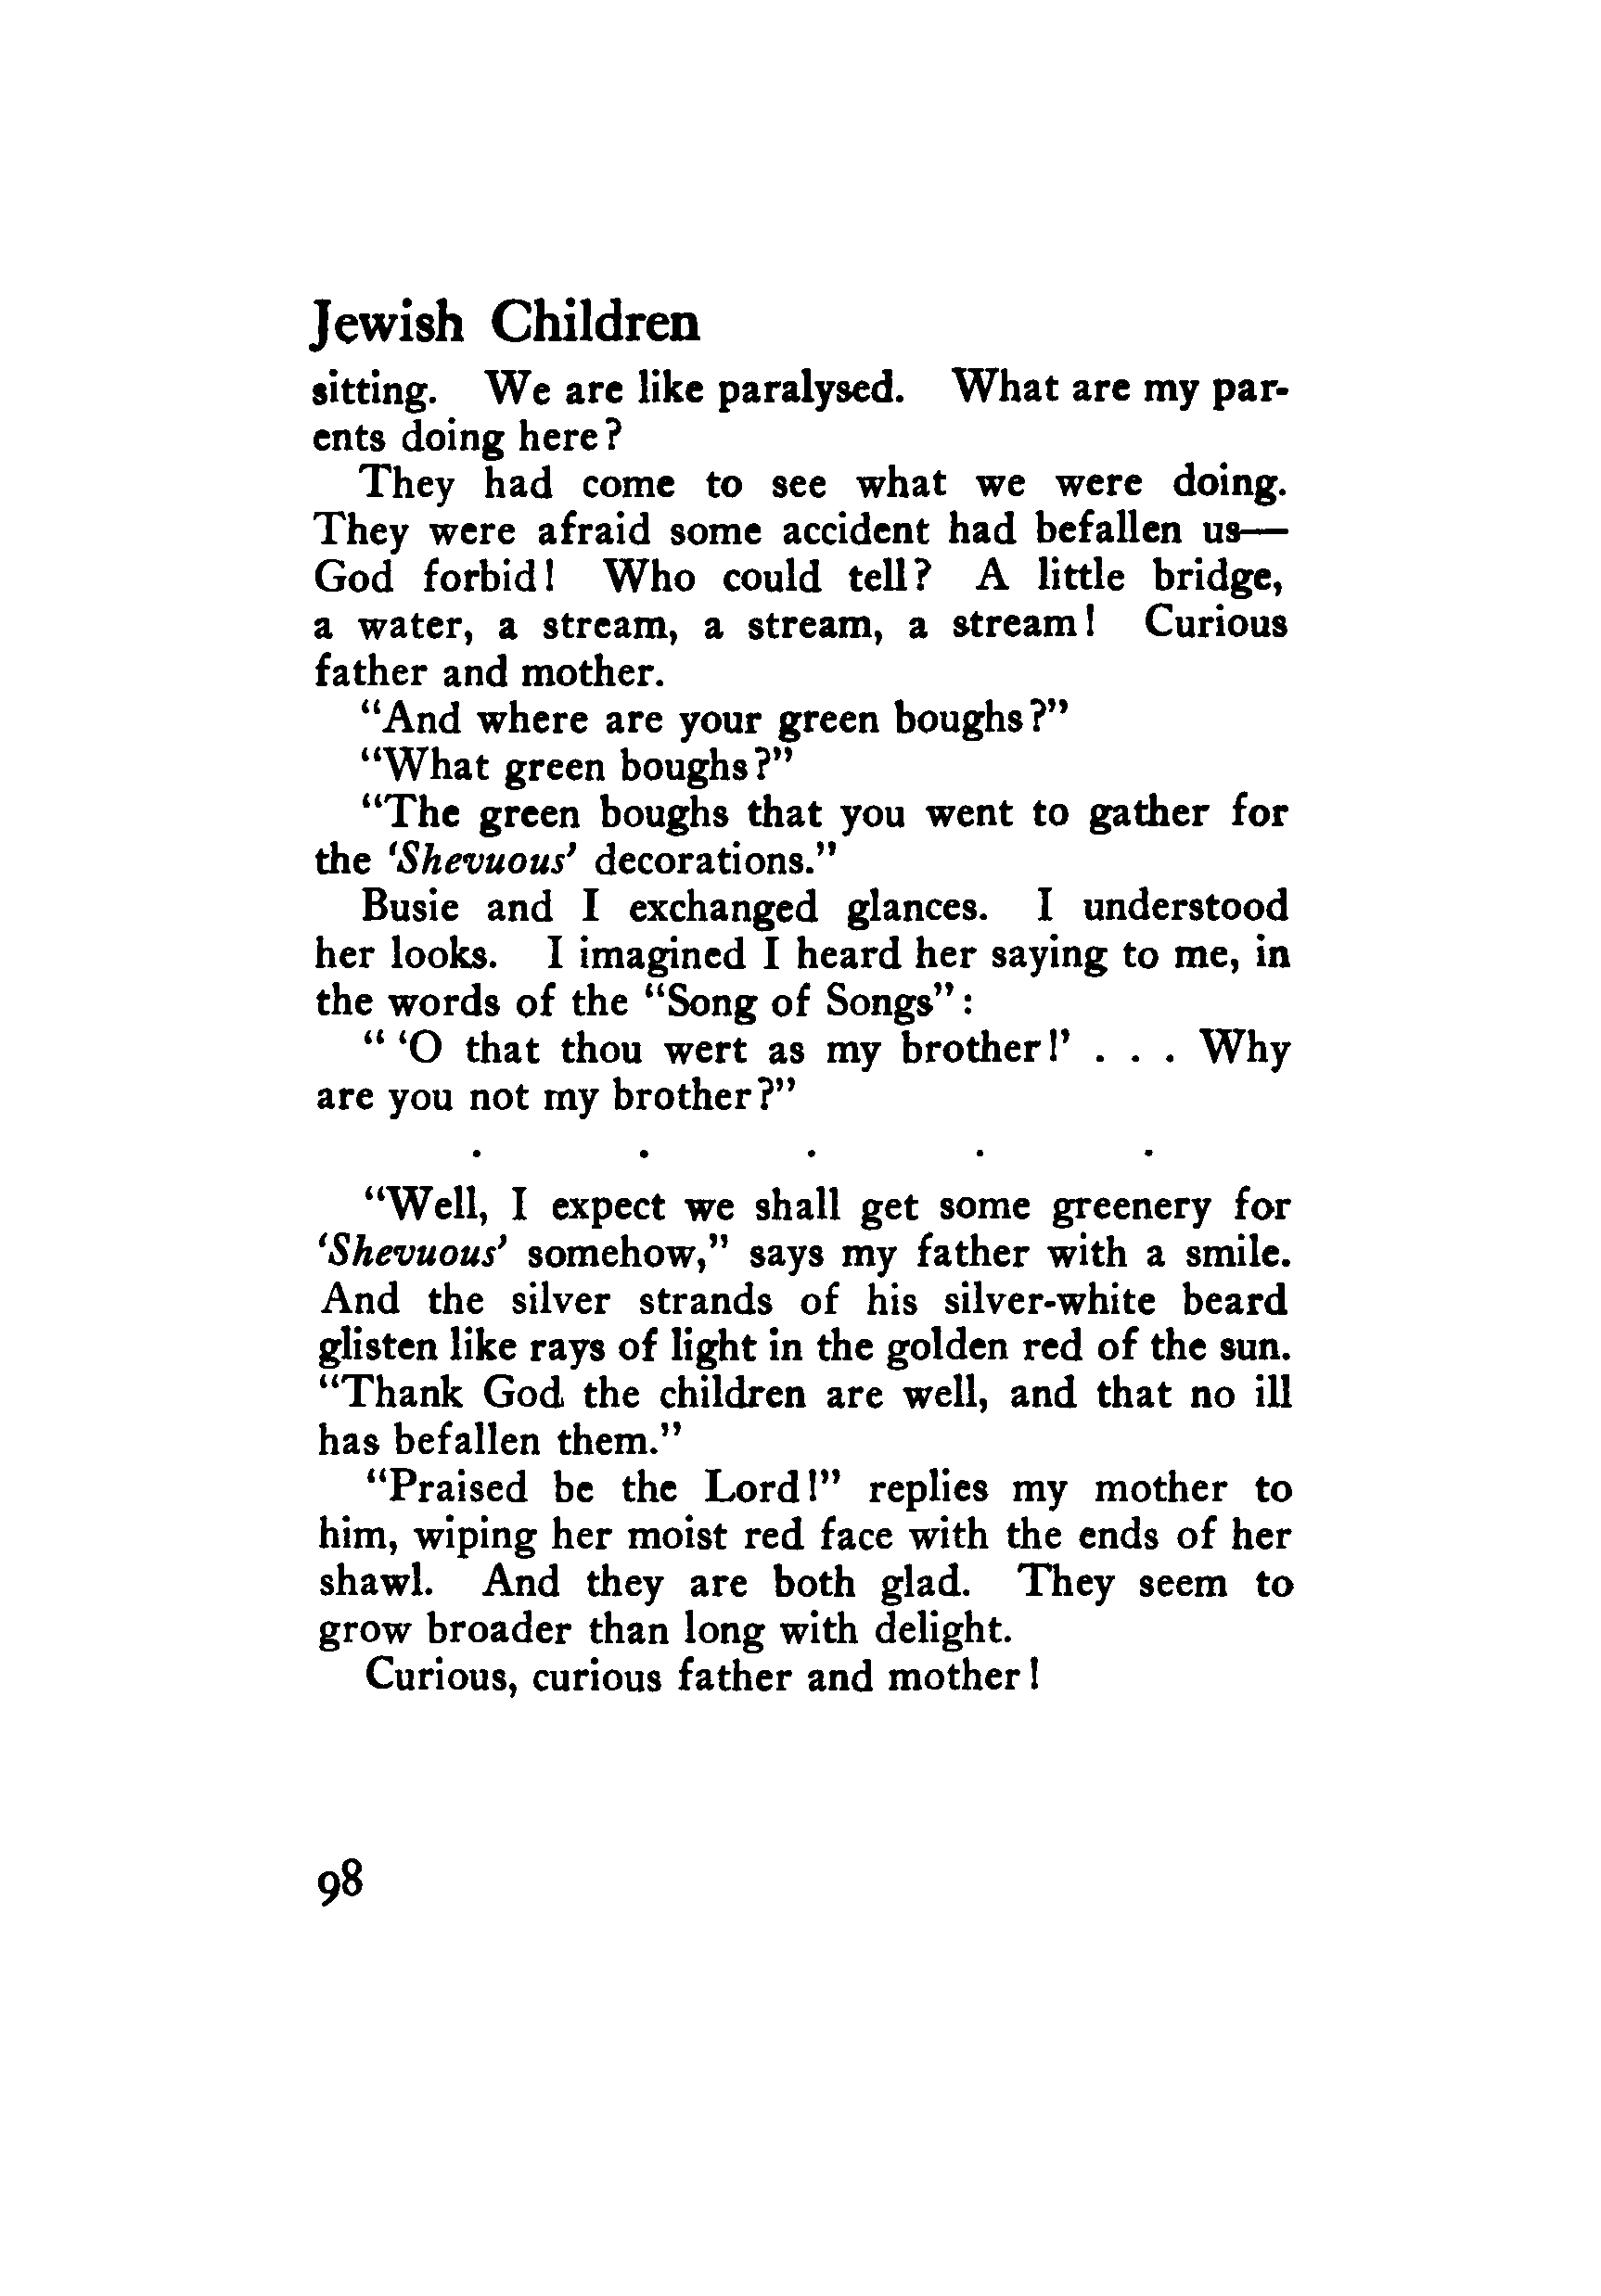 Jewish Children
sitting. We are like paralysed. What are my par-
ents doing here?
They had come to see what we were doing.
They were afraid some accident had befallen us—
God forbid! Who could tell? A little bridge,
a water, a stream, a stream, a stream! Curious
father and mother.
"And where are your green boughs?"
"What green boughs?"
"The green boughs that you went to gather for
the 'Shevuous' decorations."
Busie and I exchanged glances. I understood
her looks. I imagined I heard her saying to me, in
the words of the "Song of Songs":
" 'O that thou wert as my brother!' . . . Why
are you not my brother?"
. . . . .
"Well, I expect we shall get some greenery for
'Shevuous' somehow," says my father with a smile.
And the silver strands of his silver-white beard
glisten like rays of light in the golden red of the sun.
"Thank God the children are well, and that no ill
has befallen them."
"Praised be the Lord!" replies my mother to
him, wiping her moist red face with the ends of her
shawl. And they are both glad. They seem to
grow broader than long with delight.
Curious, curious father and mother!
98